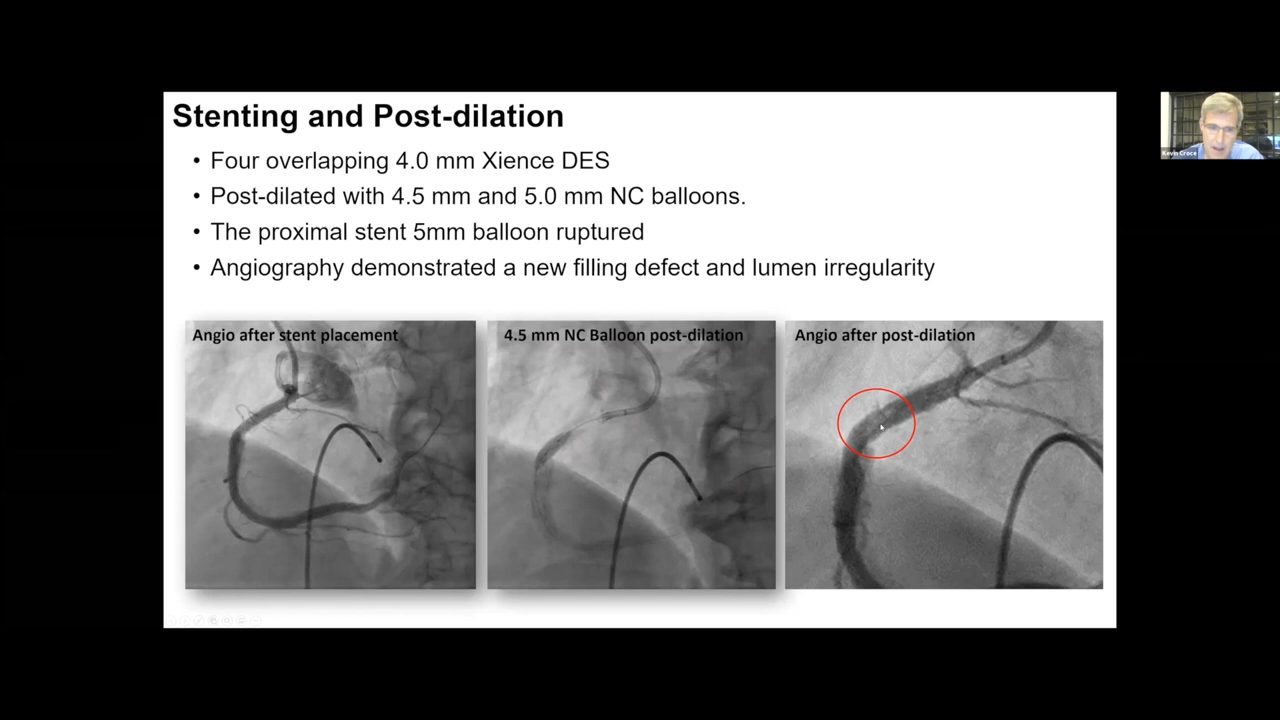 Stenting and Post-dilation
• Four overlapping 4.0 mm Xience DES
• Post-dilated with 4.5 mm and 5.0 mm NC balloons.
• The proximal stent 5mm balloon ruptured
• Angiography demonstrated a new filling defect and lumen irregularity
Angio after stent placement
4.5 mm NC Balloon post-dilation
Angio after post-dilation
Kevin Croce